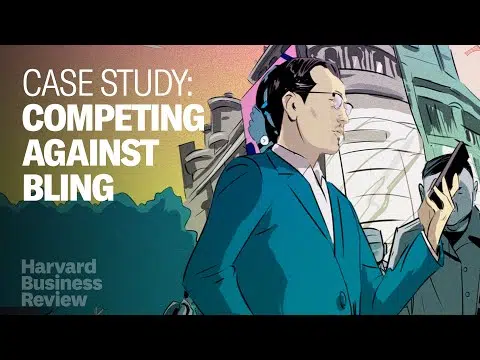 CASE STUDY:
COMPETING
AGAINST
BLING
Harvard
Business
Review